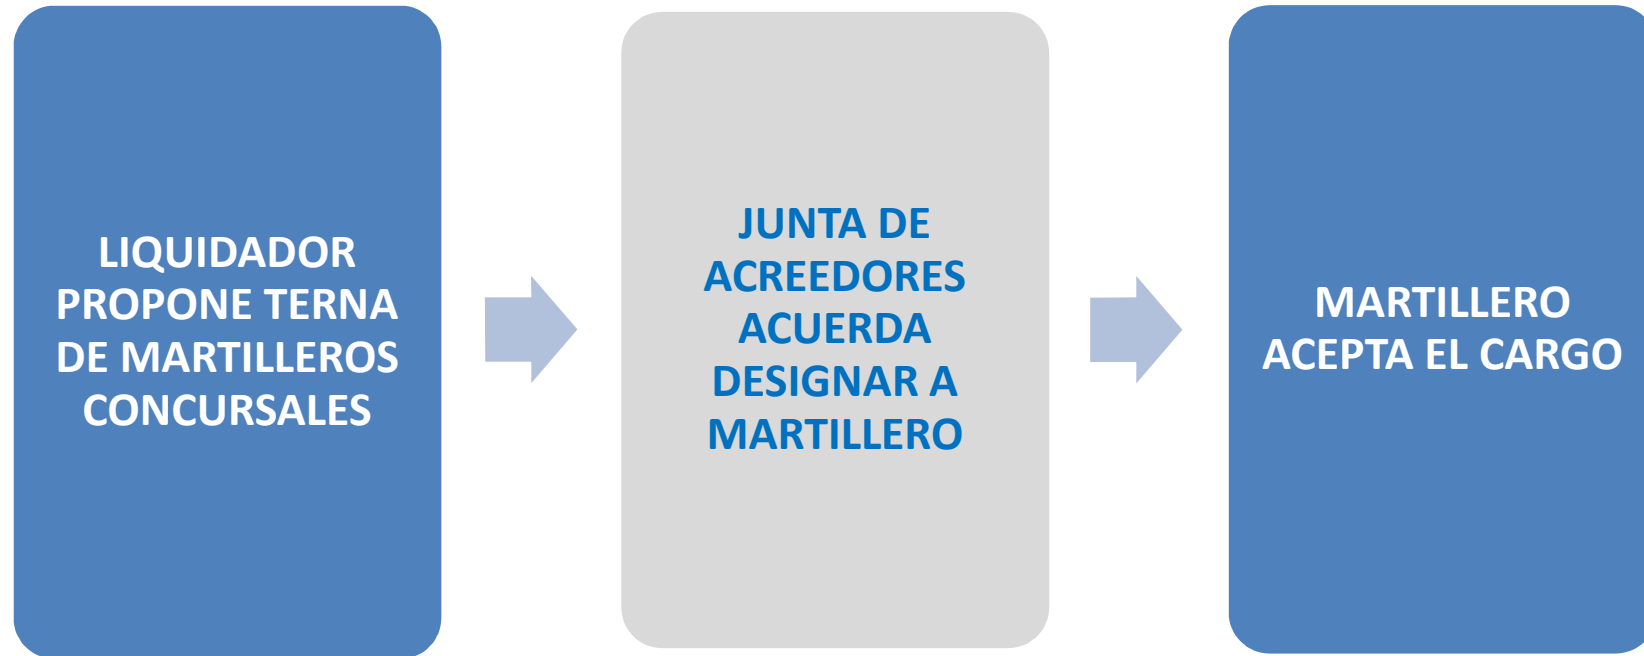 LIQUIDADOR
PROPONE TERNA
DE MARTILLEROS
CONCURSALES
JUNTA DE
ACREEDORES
ACUERDA
DESIGNAR A
MARTILLERO
MARTILLERO
ACEPTA EL CARGO